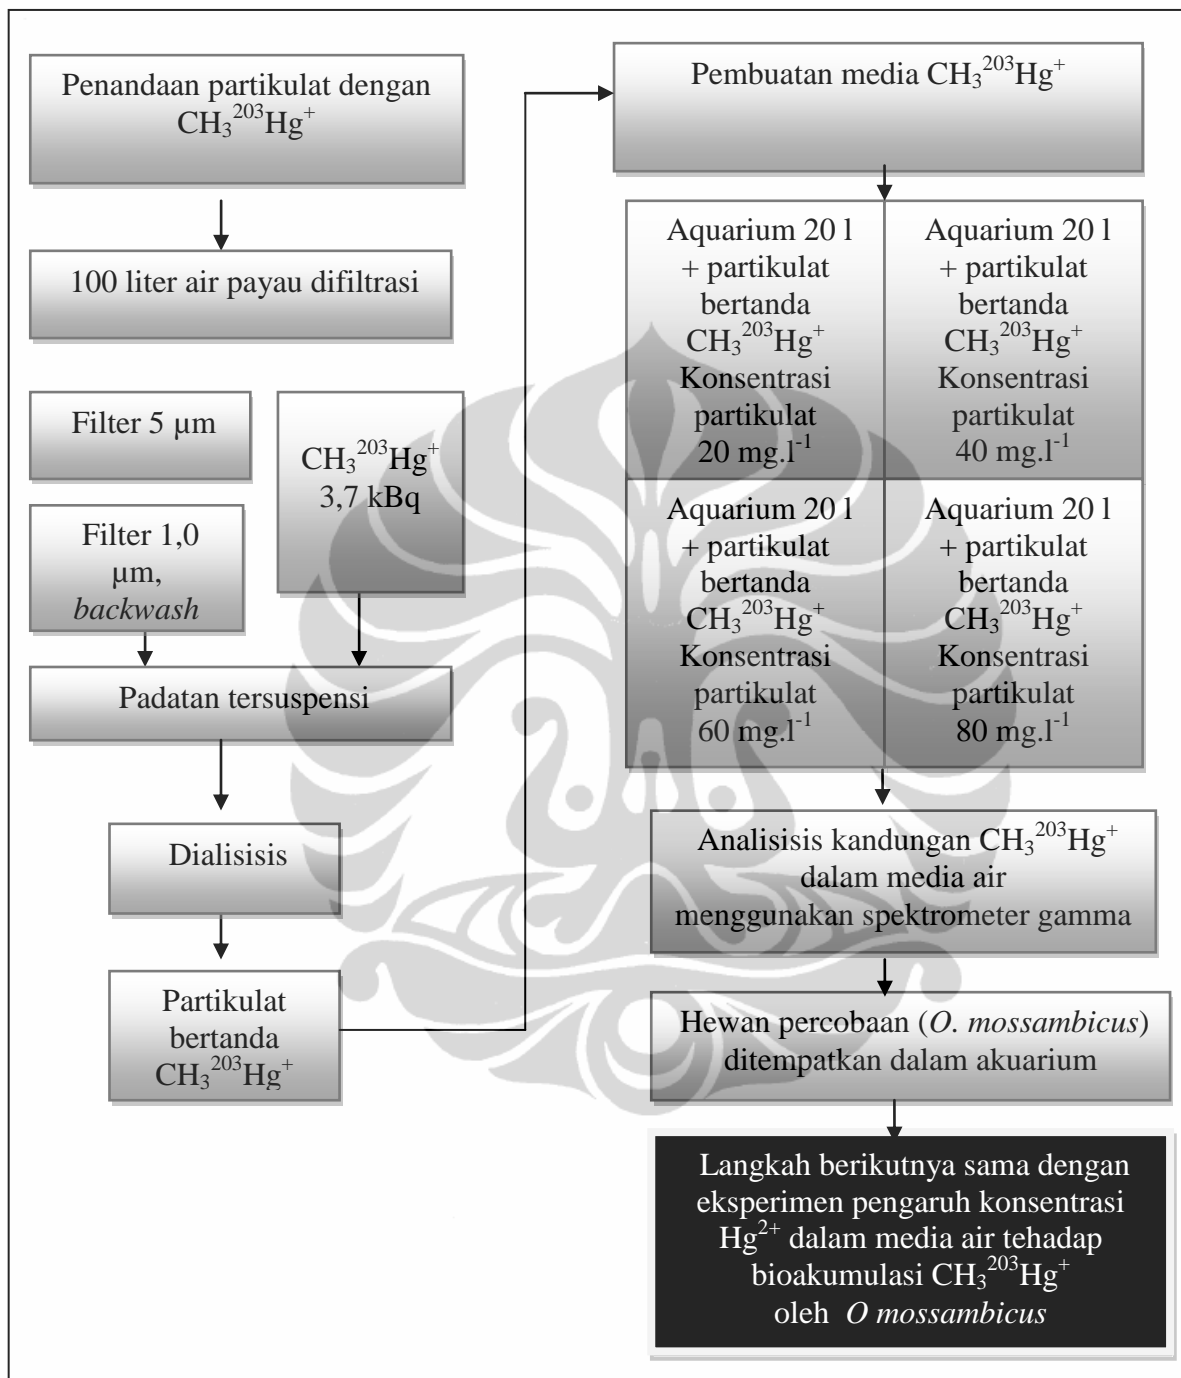 Penandaan partikulat dengan
CH₃²⁰³Hg⁺
100 liter air payau difiltrasi
Filter 5 µm
CH₃²⁰³Hg⁺
3,7 kBq
Filter 1,0
µm,
backwash
Padatan tersuspensi
Dialisisis
Partikulat
bertanda
CH₃²⁰³Hg⁺
Pembuatan media CH₃²⁰³Hg⁺
Aquarium 20 l
+ partikulat
bertanda
CH₃²⁰³Hg⁺
Konsentrasi
partikulat
20 mg.l⁻¹
Aquarium 20 l
+ partikulat
bertanda
CH₃²⁰³Hg⁺
Konsentrasi
partikulat
40 mg.l⁻¹
Aquarium 20 l
+ partikulat
bertanda
CH₃²⁰³Hg⁺
Konsentrasi
partikulat
60 mg.l⁻¹
Aquarium 20 l
+ partikulat
bertanda
CH₃²⁰³Hg⁺
Konsentrasi
partikulat
80 mg.l⁻¹
Analisisis kandungan CH₃²⁰³Hg⁺
dalam media air
menggunakan spektrometer gamma
Hewan percobaan (O. mossambicus)
ditempatkan dalam akuarium
Langkah berikutnya sama dengan
eksperimen pengaruh konsentrasi
Hg²⁺ dalam media air tehadap
bioakumulasi CH₃²⁰³Hg⁺
oleh O mossambicus